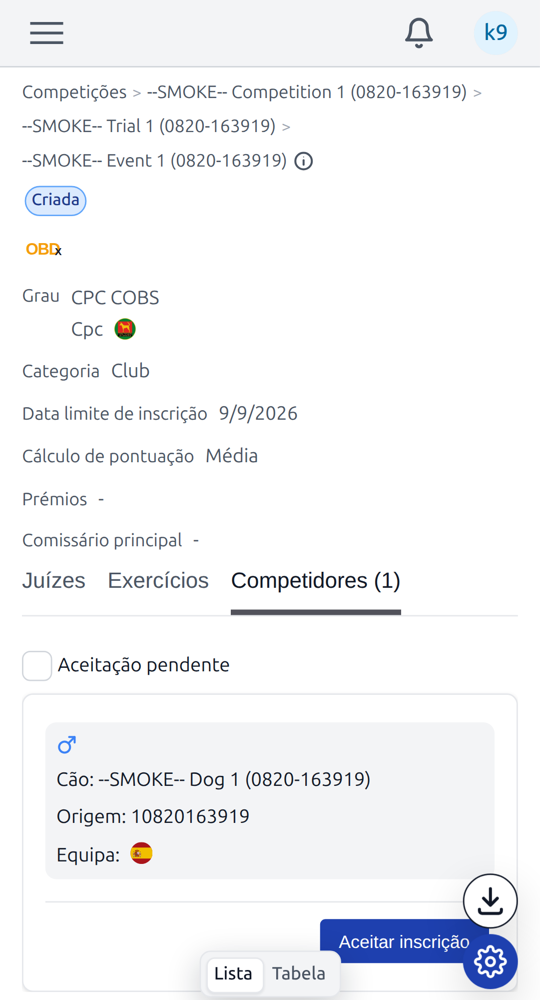 k9
Competições > --SMOKE-- Competition 1 (0820-163919) >
--SMOKE-- Trial 1 (0820-163919) >
--SMOKE-- Event 1 (0820-163919)
Criada
OBDx
Grau CPC COBS
Cpc
Categoria Club
Data limite de inscrição 9/9/2026
Cálculo de pontuação Média
Prémios -
Comissário principal -
Juízes Exercícios Competidores (1)
Aceitação pendente
Cão: --SMOKE-- Dog 1 (0820-163919)
Origem: 10820163919
Equipa:
Aceitar inscrição
Lista Tabela